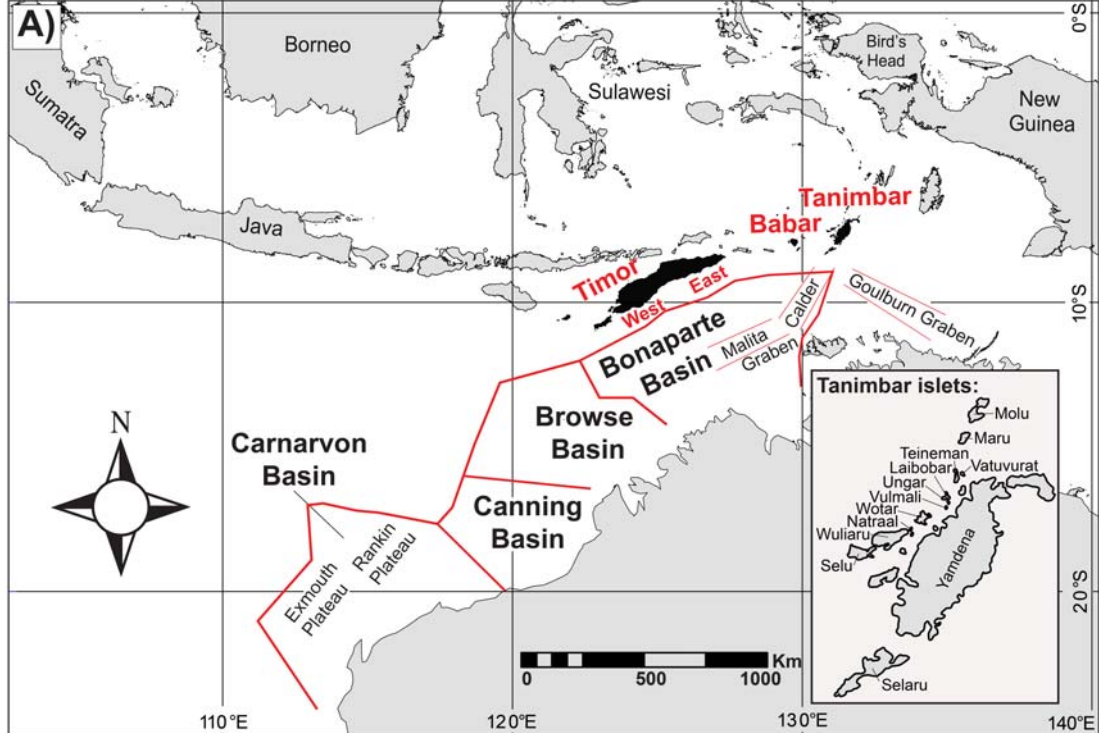 A)
Borneo
Bird's
Head
0°S
Sumatra
Sulawesi
New
Guinea
Java
Tanimbar
Babar
Timor
West
East
Calder
Goulburn Graben
10°S
Bonaparte
Basin
Malita
Graben
N
Browse
Basin
Carnarvon
Basin
Canning
Basin
Rankin
Plateau
Exmouth
Plateau
Tanimbar islets:
Molu
Maru
Teineman
Laibobar
Vatuvurat
Ungar
Vulmali
Wotar
Natraal
Wuliaru
Selu
Yamdena
Selaru
20°S
Km
0
500
1000
110°E
120°E
130°E
140°E